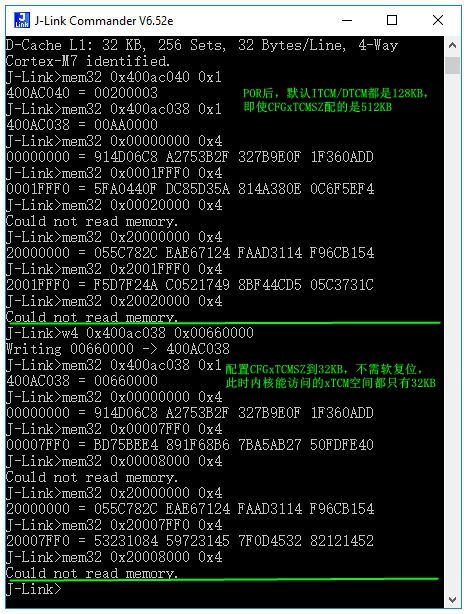 J-Link Commander V6.52e
D-Cache L1: 32 KB, 256 Sets, 32 Bytes/Line, 4-Way
Cortex-M7 identified.
J-Link>mem32 0x400ac040 0x1
400AC040 = 00200003
POR后，默认ITCM/DTCM都是128KB，
J-Link>mem32 0x400ac038 0x1
即使CFGxTCMSZ配的是512KB
400AC038 = 00AA0000
J-Link>mem32 0x00000000 0x4
00000000 = 914D06C8 A2753B2F 327B9E0F 1F360ADD
J-Link>mem32 0x0001FFF0 0x4
0001FFF0 = 5FA0440F DC85D35A 814A380E 0C6F5EF4
J-Link>mem32 0x00020000 0x4
Could not read memory.
J-Link>mem32 0x20000000 0x4
20000000 = 055C782C EAE67124 FAAD3114 F96CB154
J-Link>mem32 0x2001FFF0 0x4
2001FFF0 = F5D7F24A C0521749 8BF44CD5 05C3731C
J-Link>mem32 0x20020000 0x4
Could not read memory.
J-Link>w4 0x400ac038 0x00660000
Writing 00660000 -> 400AC038
J-Link>mem32 0x400ac038 0x1
配置CFGxTCMSZ到32KB，不需软复位，
400AC038 = 00660000
此时内核能访问的xTCM空间都只有32KB
J-Link>mem32 0x00000000 0x4
00000000 = 914D06C8 A2753B2F 327B9E0F 1F360ADD
J-Link>mem32 0x00007FF0 0x4
00007FF0 = BD75BEE4 891F68B6 7BA5AB27 50FDFE40
J-Link>mem32 0x00008000 0x4
Could not read memory.
J-Link>mem32 0x20000000 0x4
20000000 = 055C782C EAE67124 FAAD3114 F96CB154
J-Link>mem32 0x20007FF0 0x4
20007FF0 = 53231084 59723145 7F0D4532 82121452
J-Link>mem32 0x20008000 0x4
Could not read memory.
J-Link>